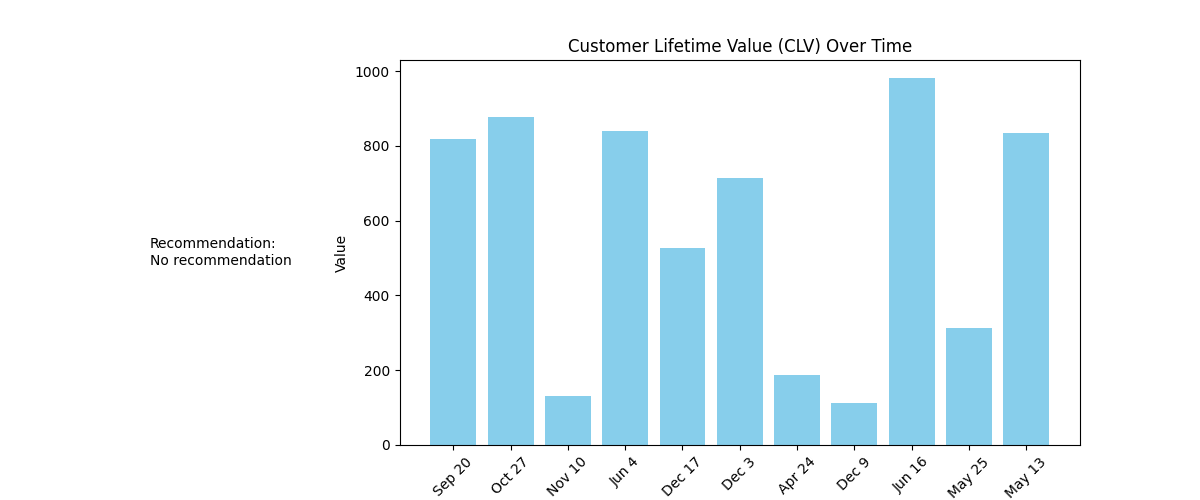 Customer Lifetime Value (CLV) Over Time
Recommendation:
No recommendation
Value
1000
800
600
400
200
0
Sep 20
Oct 27
Nov 10
Jun 4
Dec 17
Dec 3
Apr 24
Dec 9
Jun 16
May 25
May 13